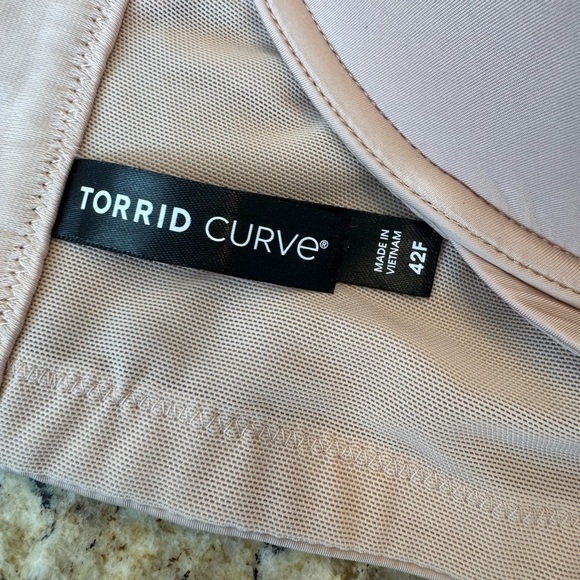 TORRID CURVE®
MADE IN
VIETNAM
42F